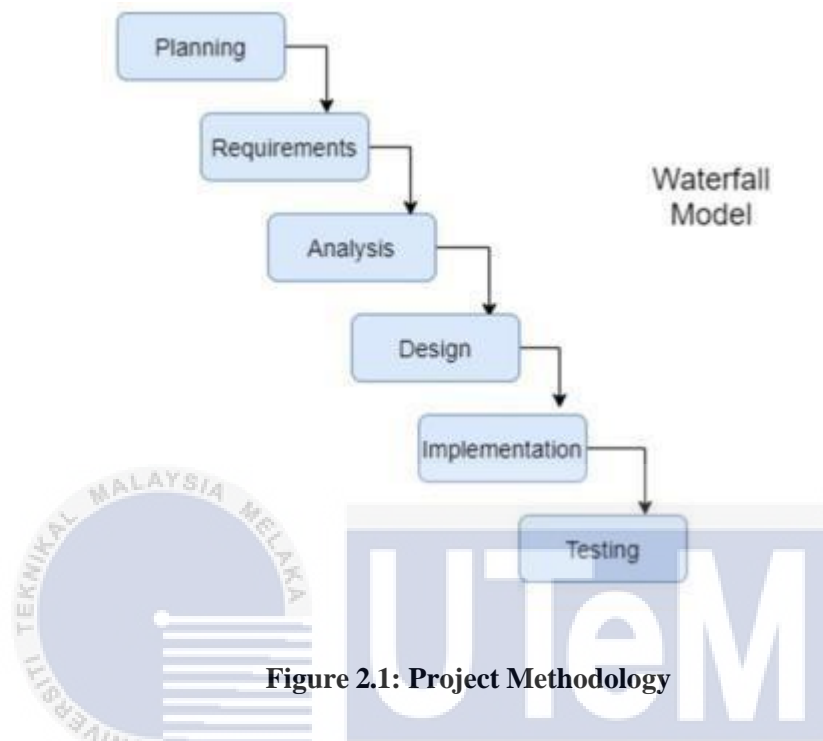 Planning
Requirements
Analysis
Waterfall
Model
Design
Implementation
Testing
MALAYSIA
TEKNIKAL
MELAKA
UTeM
Figure 2.1: Project Methodology